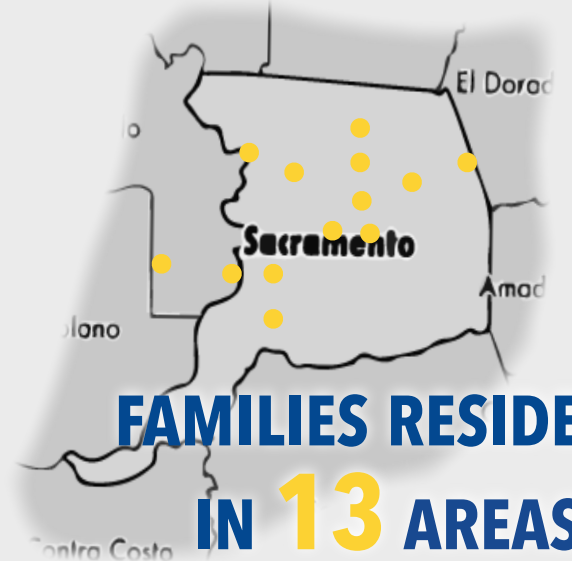 El Dorad
lo
Sacramento
Amad
olano
FAMILIES RESIDE
IN 13 AREAS
Contra Costa